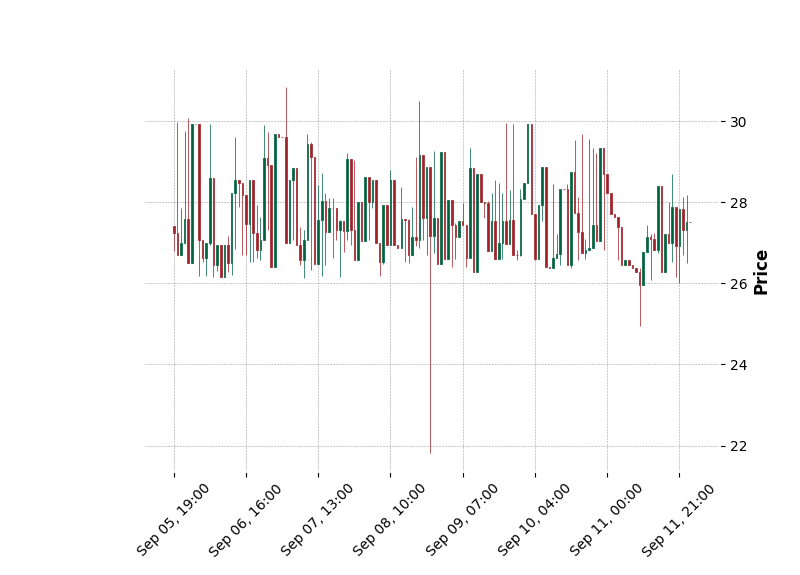 30
28
26
24
22
Price
Sep 05, 19:00
Sep 06, 16:00
Sep 07, 13:00
Sep 08, 10:00
Sep 09, 07:00
Sep 10, 04:00
Sep 11, 00:00
Sep 11, 21:00